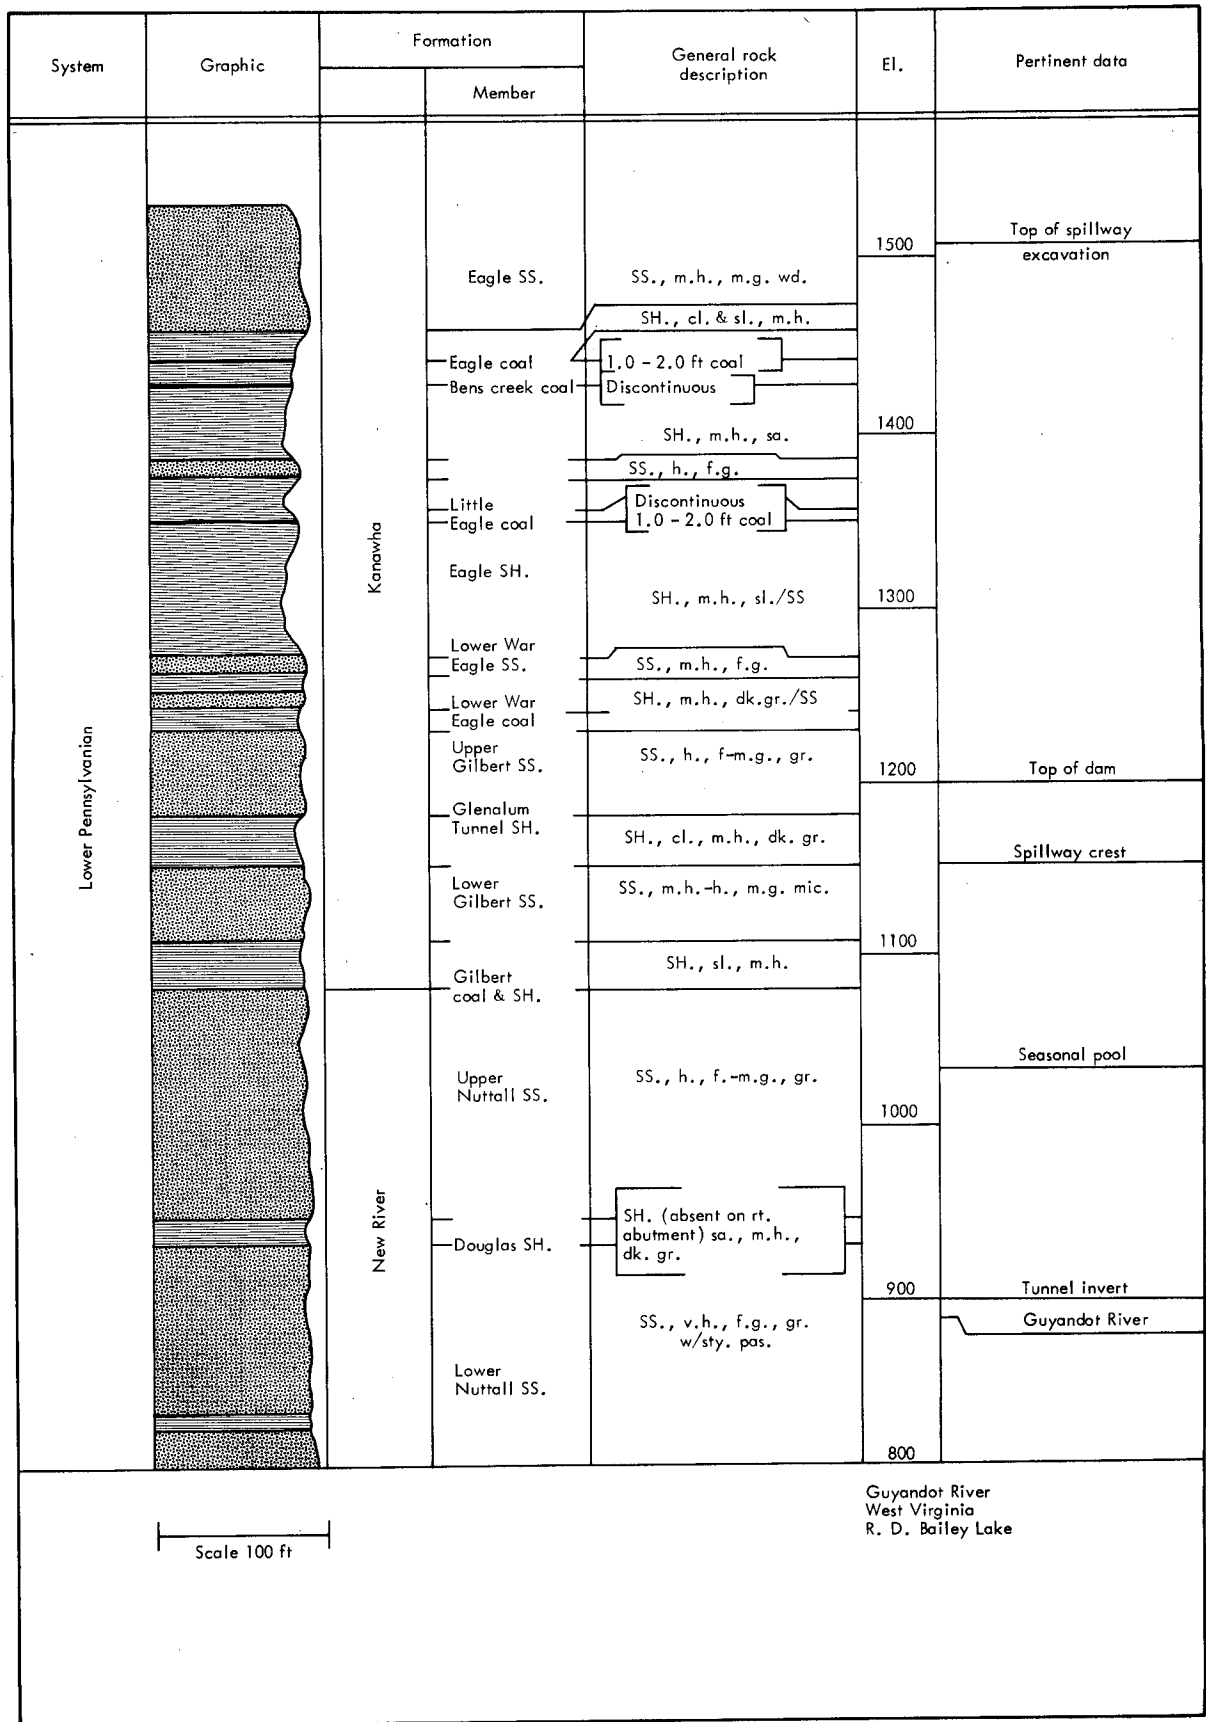 System
Graphic
Formation
Member
General rock
description
El.
Pertinent data
Lower Pennsylvanian
Kanawha
New River
Eagle SS.
Eagle coal
Bens creek coal
Little
Eagle coal
Eagle SH.
Lower War
Eagle SS.
Lower War
Eagle coal
Upper
Gilbert SS.
Glenalum
Tunnel SH.
Lower
Gilbert SS.
Gilbert
coal & SH.
Upper
Nuttall SS.
Douglas SH.
Lower
Nuttall SS.
SS., m.h., m.g. wd.
SH., cl. & sl., m.h.
1.0 - 2.0 ft coal
Discontinuous
SH., m.h., sa.
SS., h., f.g.
Discontinuous
1.0 - 2.0 ft coal
SH., m.h., sl./SS
SS., m.h., f.g.
SH., m.h., dk.gr./SS
SS., h., f-m.g., gr.
SH., cl., m.h., dk. gr.
SS., m.h.-h., m.g. mic.
SH., sl., m.h.
SS., h., f.-m.g., gr.
SH. (absent on rt.
abutment) sa., m.h.,
dk. gr.
SS., v.h., f.g., gr.
w/sty. pas.
1500
1400
1300
1200
1100
1000
900
800
Top of spillway
excavation
Top of dam
Spillway crest
Seasonal pool
Tunnel invert
Guyandot River
Scale 100 ft
Guyandot River
West Virginia
R. D. Bailey Lake